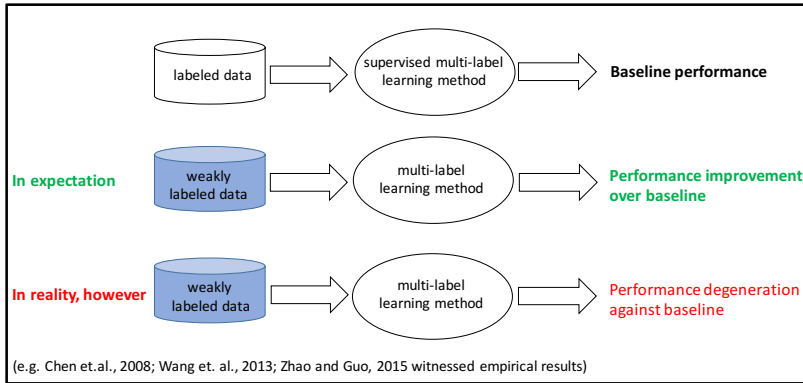 labeled data
supervised multi-label
learning method
Baseline performance
In expectation
weakly
labeled data
multi-label
learning method
Performance improvement
over baseline
In reality, however
weakly
labeled data
multi-label
learning method
Performance degeneration
against baseline
(e.g. Chen et.al., 2008; Wang et. al., 2013; Zhao and Guo, 2015 witnessed empirical results)